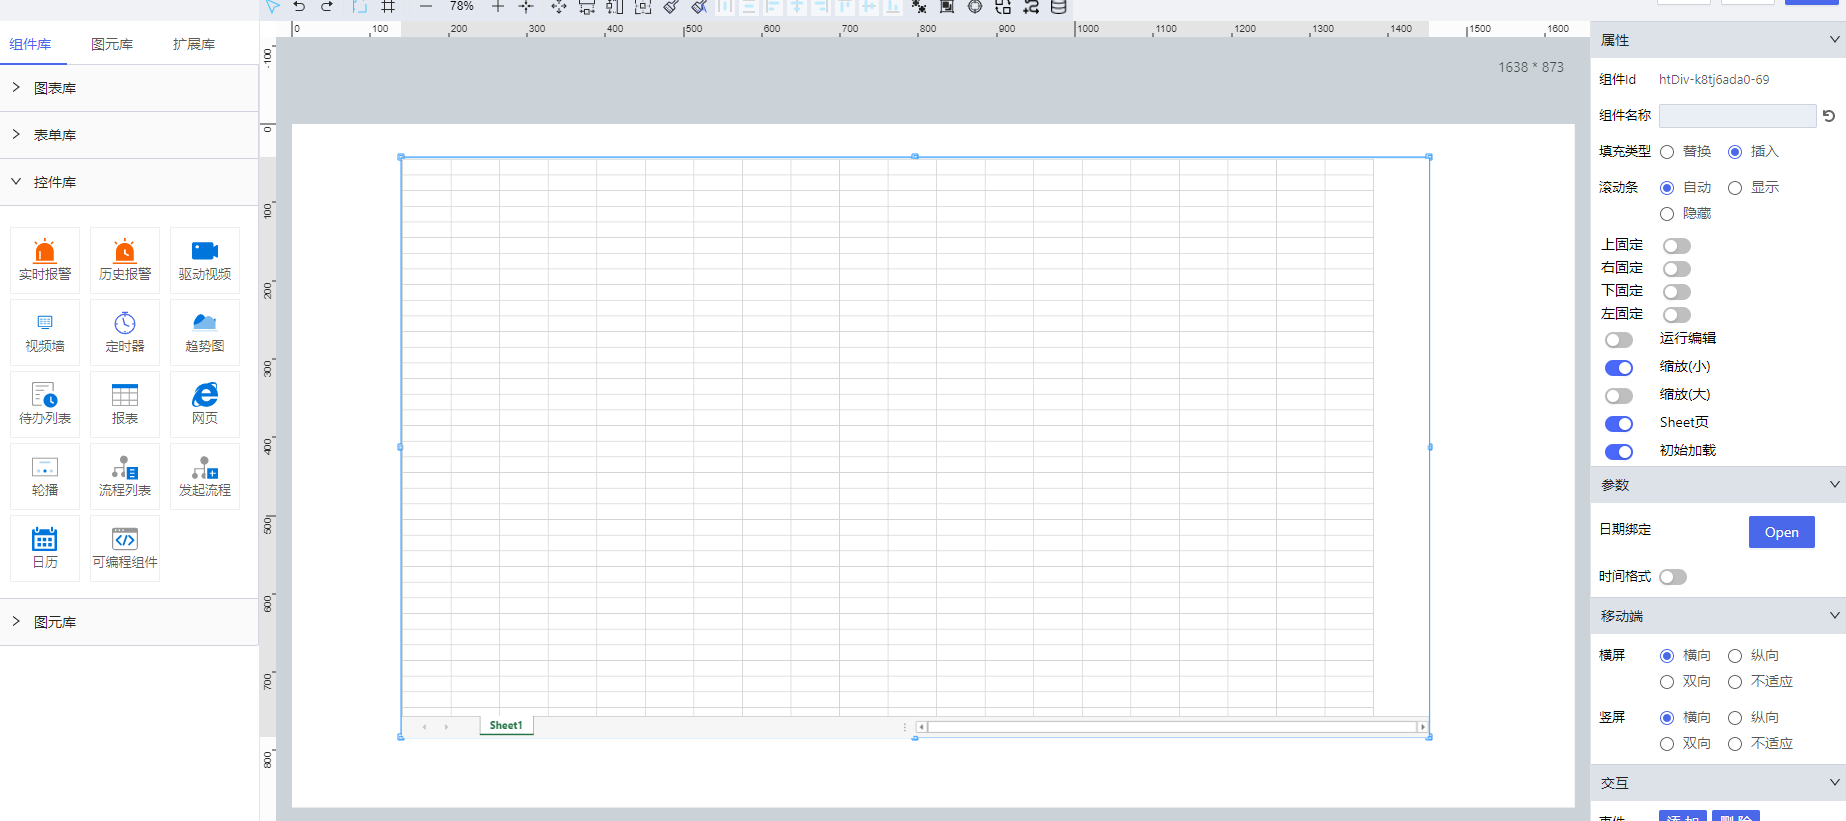 78%
组件库 图元库 扩展库
图表库
表单库
控件库
实时报警 历史报警 驱动视频
视频墙 定时器 趋势图
待办列表 报表 网页
轮播 流程列表 发起流程
日历 可编程组件
图元库
0 100 200 300 400 500 600 700 800 900 1000 1100 1200 1300 1400 1500 1600
-100
0
100
200
300
400
500
600
700
800
1638 * 873
Sheet1
属性
组件Id htDiv-k8tj6ada0-69
组件名称
填充类型 替换 插入
滚动条 自动 显示
隐藏
上固定
右固定
下固定
左固定
运行编辑
缩放(小)
缩放(大)
Sheet页
初始加载
参数
日期绑定 Open
时间格式
移动端
横屏 横向 纵向
双向 不适应
竖屏 横向 纵向
双向 不适应
交互
事件 添加 删除